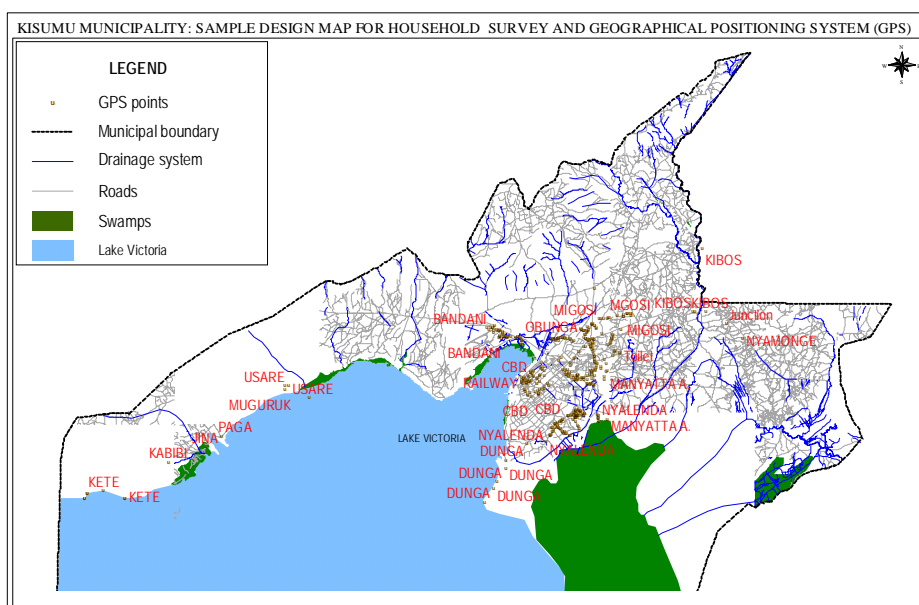 KISUMU MUNICIPALITY: SAMPLE DESIGN MAP FOR HOUSEHOLD SURVEY AND GEOGRAPHICAL POSITIONING SYSTEM (GPS)
LEGEND
GPS points
Municipal boundary
Drainage system
Roads
Swamps
Lake Victoria
N
W E
S
KIBOS
MIGOSI
MGOSI
KIBOS
KIBOS
Junction
BANDANI
OBUNGA
MIGOSI
NYAMONGE
BANDANI
CBD
RAILWAY
MANYATTA A.
USARE
USARE
MUGURUK
CBD
CBD
NYALENDA
PAGA
MANYATTA A.
JINA
LAKE VICTORIA
NYALENDA
KABIBI
DUNGA
NYALENDA
KETE
KETE
DUNGA
DUNGA
DUNGA
DUNGA